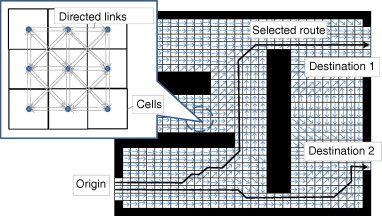 Directed links
Selected route
Destination 1
Cells
Destination 2
Origin